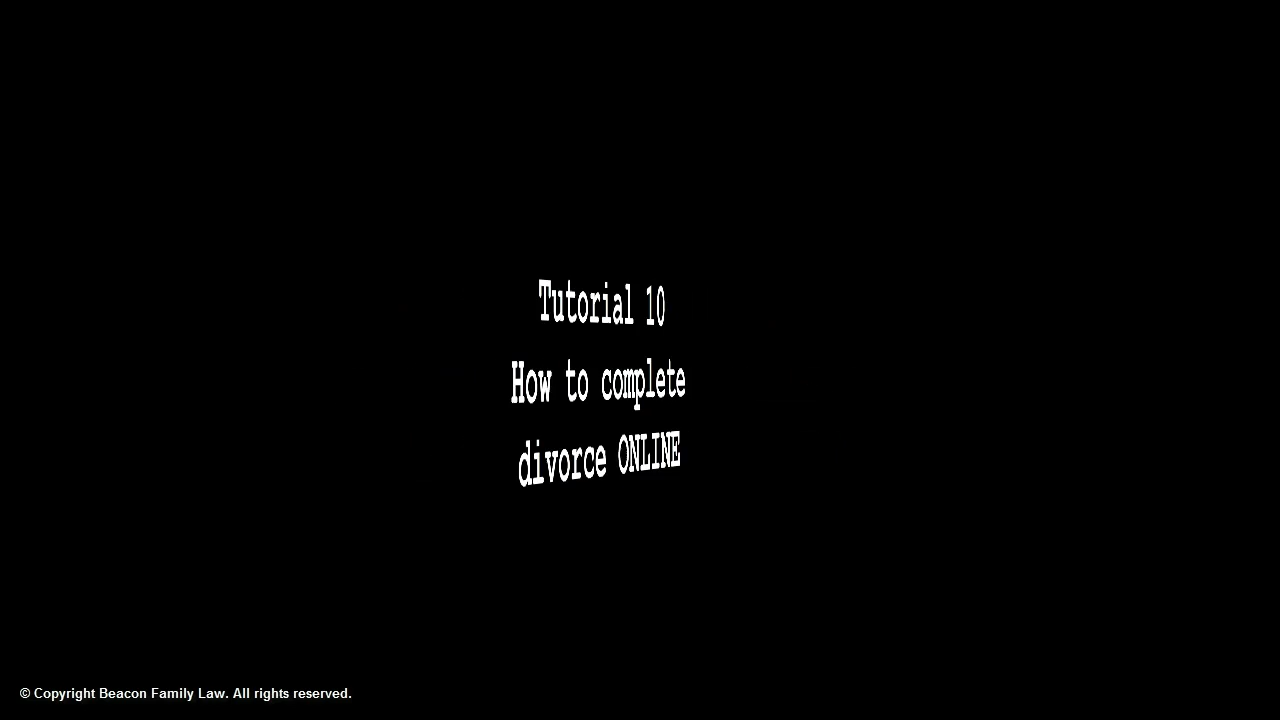 Tutorial 10
How to complete
divorce ONLINE
© Copyright Beacon Family Law. All rights reserved.